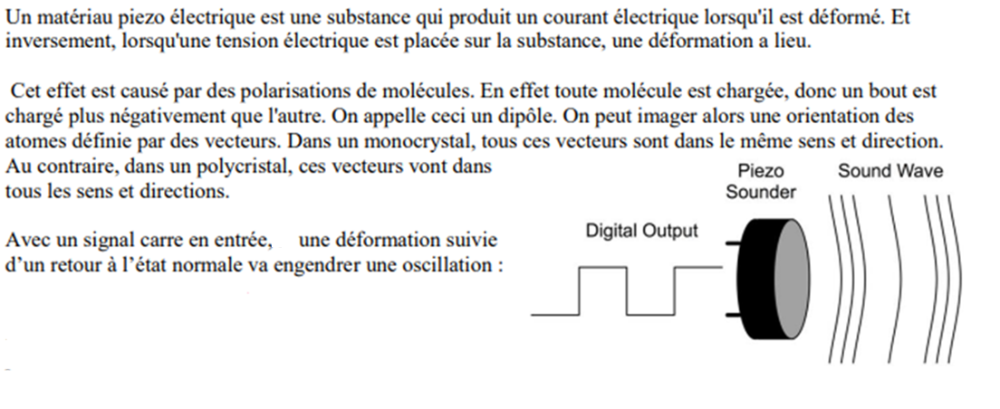 Un matériau piezo électrique est une substance qui produit un courant électrique lorsqu'il est déformé. Et
inversement, lorsqu'une tension électrique est placée sur la substance, une déformation a lieu.
Cet effet est causé par des polarisations de molécules. En effet toute molécule est chargée, donc un bout est
chargé plus négativement que l'autre. On appelle ceci un dipôle. On peut imager alors une orientation des
atomes définie par des vecteurs. Dans un monocrystal, tous ces vecteurs sont dans le même sens et direction.
Au contraire, dans un polycristal, ces vecteurs vont dans
tous les sens et directions.
Avec un signal carre en entrée, une déformation suivie
d’un retour à l’état normale va engendrer une oscillation :
Digital Output
Piezo
Sounder
Sound Wave